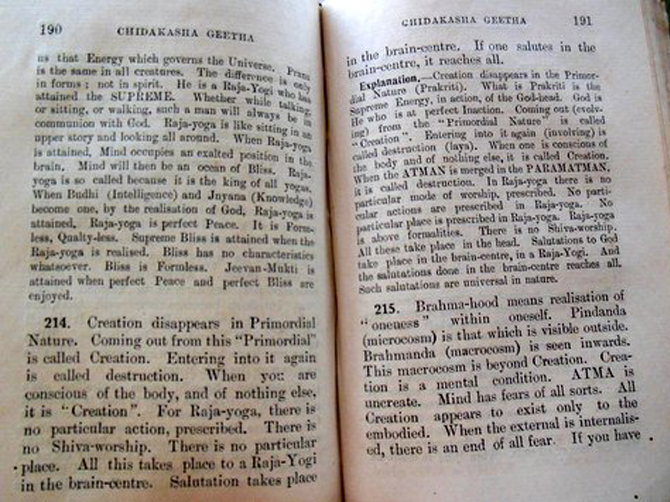 190
CHIDAKASHA GEETHA
us that Energy which governs the Universe. Prana
is the same in all creatures. The difference is only
in forms ; not in spirit. He is a Raja-Yogi who has
attained the SUPREME. Whether while talking,
or sitting, or walking, such a man will always be in
communion with God. Raja-yoga is like sitting in an
upper story and looking all around. When Raja-yoga
is attained, Mind occupies an exalted position in the
brain. Mind will then be an ocean of Bliss. Raja-
yoga is so called because it is the king of all yogas.
When Budhi (Intelligence) and Jnyana (Knowledge)
become one, by the realisation of God, Raja-yoga is
attained. Raja-yoga is perfect Peace. It is Form-
less, Qualty-less. Supreme Bliss is attained when the
Raja-yoga is realised. Bliss has no characteristics
whatsoever. Bliss is Formless. Jeevan-Mukti is
attained when perfect Peace and perfect Bliss are
enjoyed.
214. Creation disappears in Primordial
Nature. Coming out from this “Primordial”
is called Creation. Entering into it again
is called destruction. When you are
conscious of the body, and of nothing else,
it is “Creation”. For Raja-yoga, there is
no particular action, prescribed. There is
no Shiva-worship. There is no particular
place. All this takes place to a Raja-Yogi
in the brain-centre. Salutation takes place
CHIDAKASHA GEETHA
191
in the brain-centre. If one salutes in the
brain-centre, it reaches all.
Explanation.—Creation disappears in the Primor-
dial Nature (Prakriti). What is Prakriti is the
Supreme Energy, in action, of the God-head. God is
He who is at perfect Inaction. Coming out (evolv-
ing) from the “Primordial Nature” is called
“Creation”. Entering into it again (involving) is
called destruction (laya). When one is conscious of
the body and of nothing else, it is called Creation.
When the ATMAN is merged in the PARAMATMAN,
it is called destruction. In Raja-yoga there is no
particular mode of worship, prescribed. No parti-
cular actions are prescribed in Raja-yoga. No
particular place is prescribed in Raja-yoga. Raja-yoga
is above formalities. There is no Shiva-worship.
All these take place in the head. Salutations to God
take place in the brain-centre, in a Raja-Yogi. And
the salutations done in the brain-centre reaches all.
Such salutations are universal in nature.
215. Brahma-hood means realisation of
“oneness” within oneself. Pindanda
(microcosm) is that which is visible outside.
Brahmanda (macrocosm) is seen inwards.
This macrocosm is beyond Creation. Crea-
tion is a mental condition. ATMA is
uncreate. Mind has fears of all sorts. All
Creation appears to exist only to the
embodied. When the external is internalis-
ed, there is an end of all fear. If you have